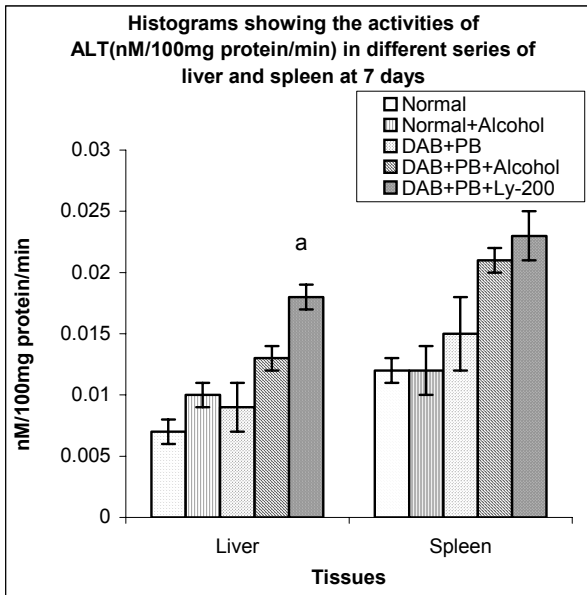 Histograms showing the activities of
ALT(nM/100mg protein/min) in different series of
liver and spleen at 7 days
Normal
Normal+Alcohol
DAB+PB
DAB+PB+Alcohol
DAB+PB+Ly-200
0.03
0.025
0.02
0.015
0.01
0.005
0
nM/100mg protein/min
a
Liver
Spleen
Tissues